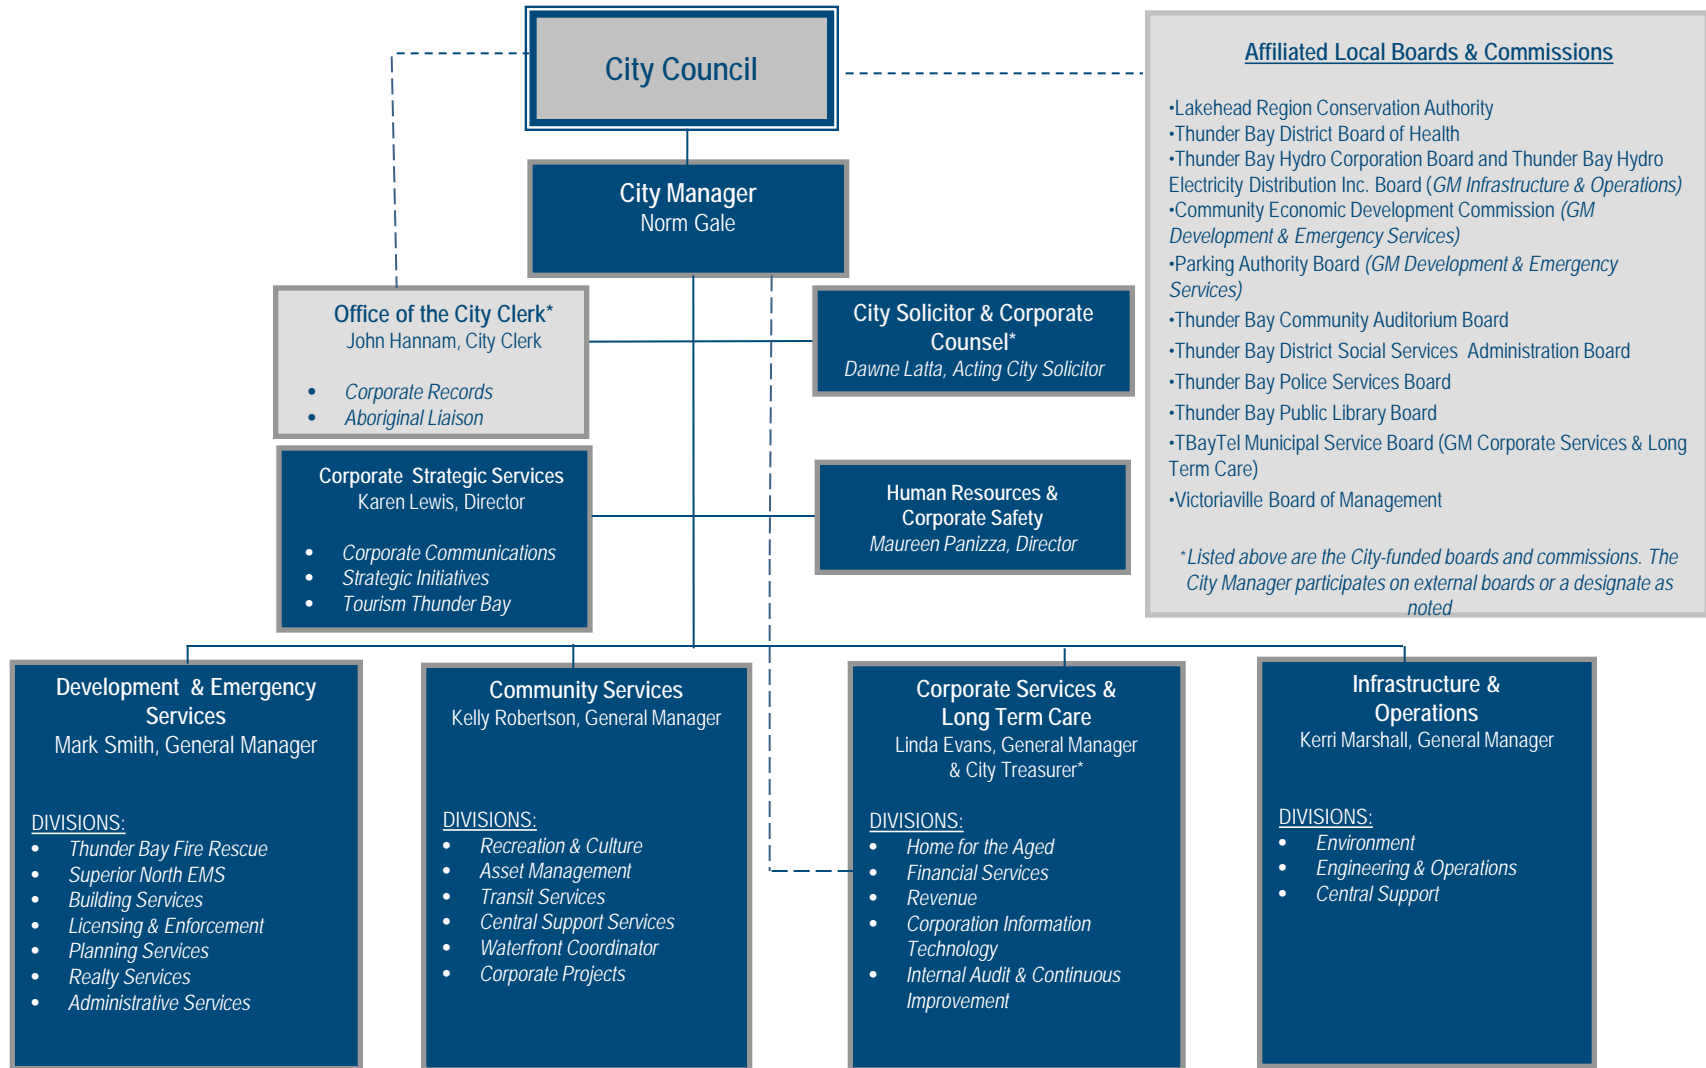 City Council
City Manager
Norm Gale
Office of the City Clerk*
John Hannam, City Clerk
• Corporate Records
• Aboriginal Liaison
City Solicitor & Corporate
Counsel*
Dawne Latta, Acting City Solicitor
Corporate Strategic Services
Karen Lewis, Director
• Corporate Communications
• Strategic Initiatives
• Tourism Thunder Bay
Human Resources &
Corporate Safety
Maureen Panizza, Director
Affiliated Local Boards & Commissions
•Lakehead Region Conservation Authority
•Thunder Bay District Board of Health
•Thunder Bay Hydro Corporation Board and Thunder Bay Hydro
Electricity Distribution Inc. Board (GM Infrastructure & Operations)
•Community Economic Development Commission (GM
Development & Emergency Services)
•Parking Authority Board (GM Development & Emergency
Services)
•Thunder Bay Community Auditorium Board
•Thunder Bay District Social Services Administration Board
•Thunder Bay Police Services Board
•Thunder Bay Public Library Board
•TBayTel Municipal Service Board (GM Corporate Services & Long
Term Care)
•Victoriaville Board of Management
*Listed above are the City-funded boards and commissions. The
City Manager participates on external boards or a designate as
noted
Development & Emergency
Services
Mark Smith, General Manager
DIVISIONS:
• Thunder Bay Fire Rescue
• Superior North EMS
• Building Services
• Licensing & Enforcement
• Planning Services
• Realty Services
• Administrative Services
Community Services
Kelly Robertson, General Manager
DIVISIONS:
• Recreation & Culture
• Asset Management
• Transit Services
• Central Support Services
• Waterfront Coordinator
• Corporate Projects
Corporate Services &
Long Term Care
Linda Evans, General Manager
& City Treasurer*
DIVISIONS:
• Home for the Aged
• Financial Services
• Revenue
• Corporation Information
Technology
• Internal Audit & Continuous
Improvement
Infrastructure &
Operations
Kerri Marshall, General Manager
DIVISIONS:
• Environment
• Engineering & Operations
• Central Support